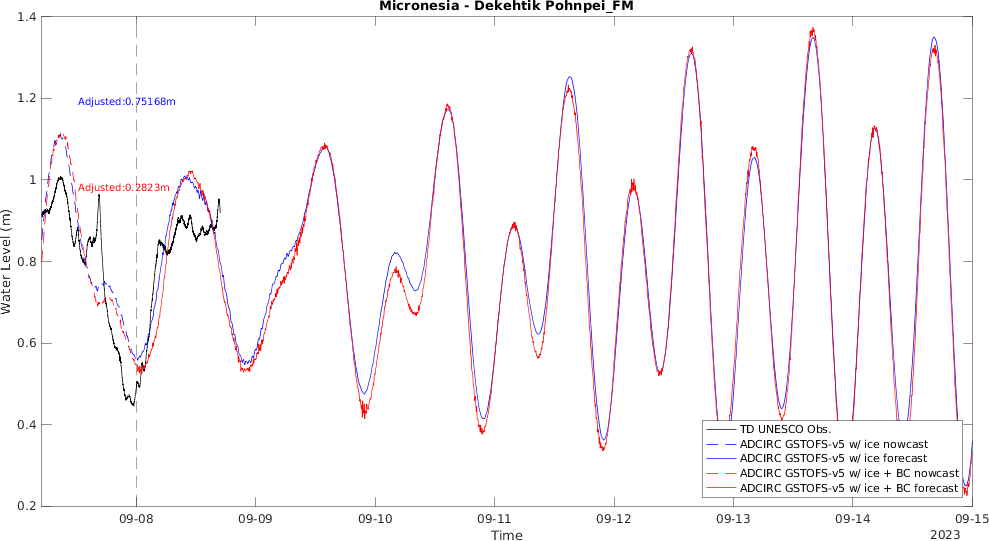 Micronesia - Dekehtik Pohnpei_FM
Water Level (m)
1.4
1.2
1
0.8
0.6
0.4
0.2
Adjusted:0.75168m
Adjusted:0.2823m
TD UNESCO Obs.
ADCIRC GSTOFS-v5 w/ ice nowcast
ADCIRC GSTOFS-v5 w/ ice forecast
ADCIRC GSTOFS-v5 w/ ice + BC nowcast
ADCIRC GSTOFS-v5 w/ ice + BC forecast
09-08 09-09 09-10 09-11 09-12 09-13 09-14 09-15
Time
2023